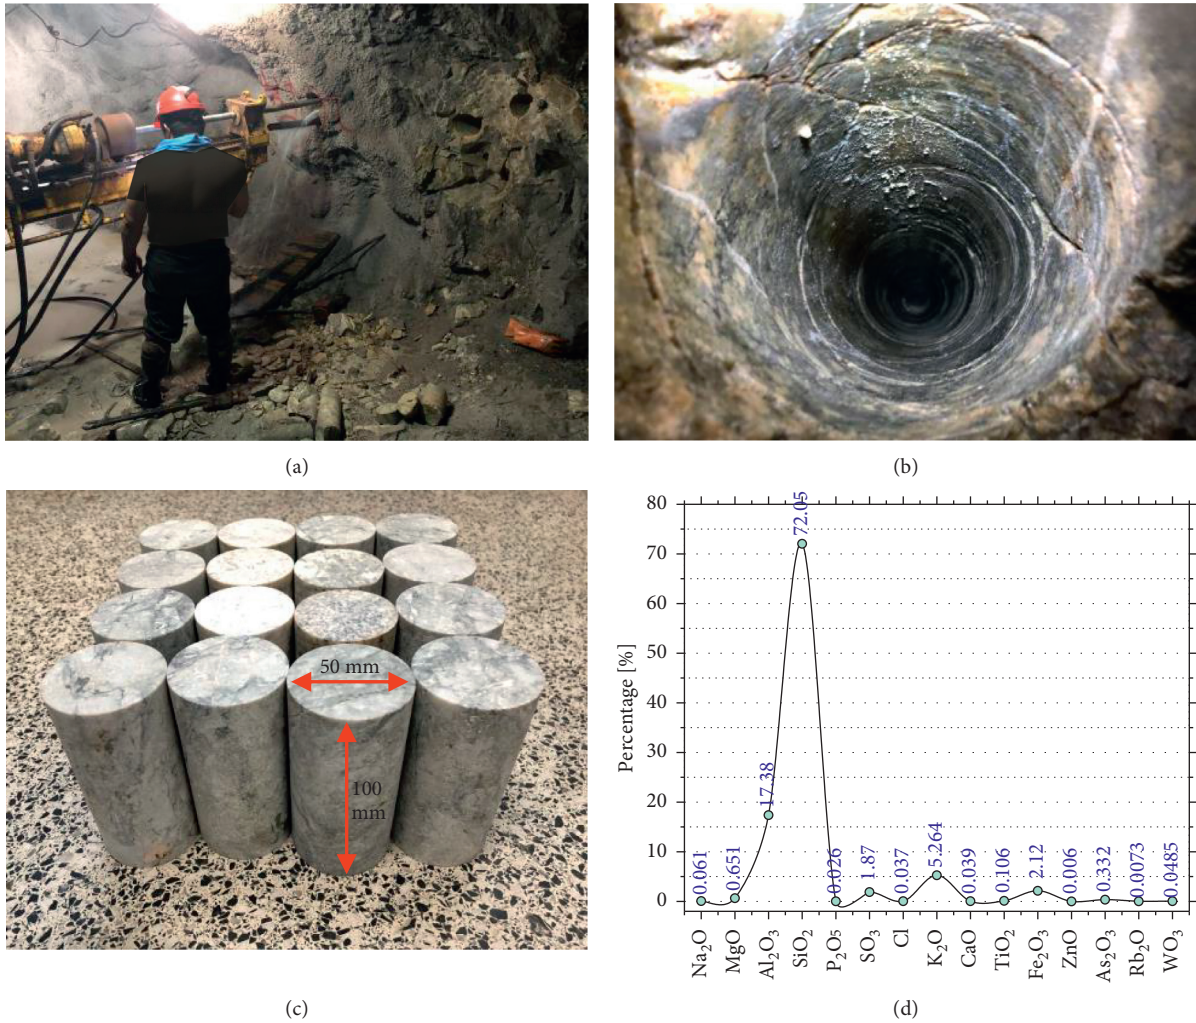 (a)
(b)
50 mm
100
mm
(c)
Percentage [%]
80
70
60
50
40
30
20
10
0
0.061
0.651
17.38
72.05
0.026
1.87
0.037
5.264
0.039
0.106
2.12
0.006
0.332
0.0073
0.0485
Na₂O
MgO
Al₂O₃
SiO₂
P₂O₅
SO₃
Cl
K₂O
CaO
TiO₂
Fe₂O₃
ZnO
As₂O₃
Rb₂O
WO₃
(d)